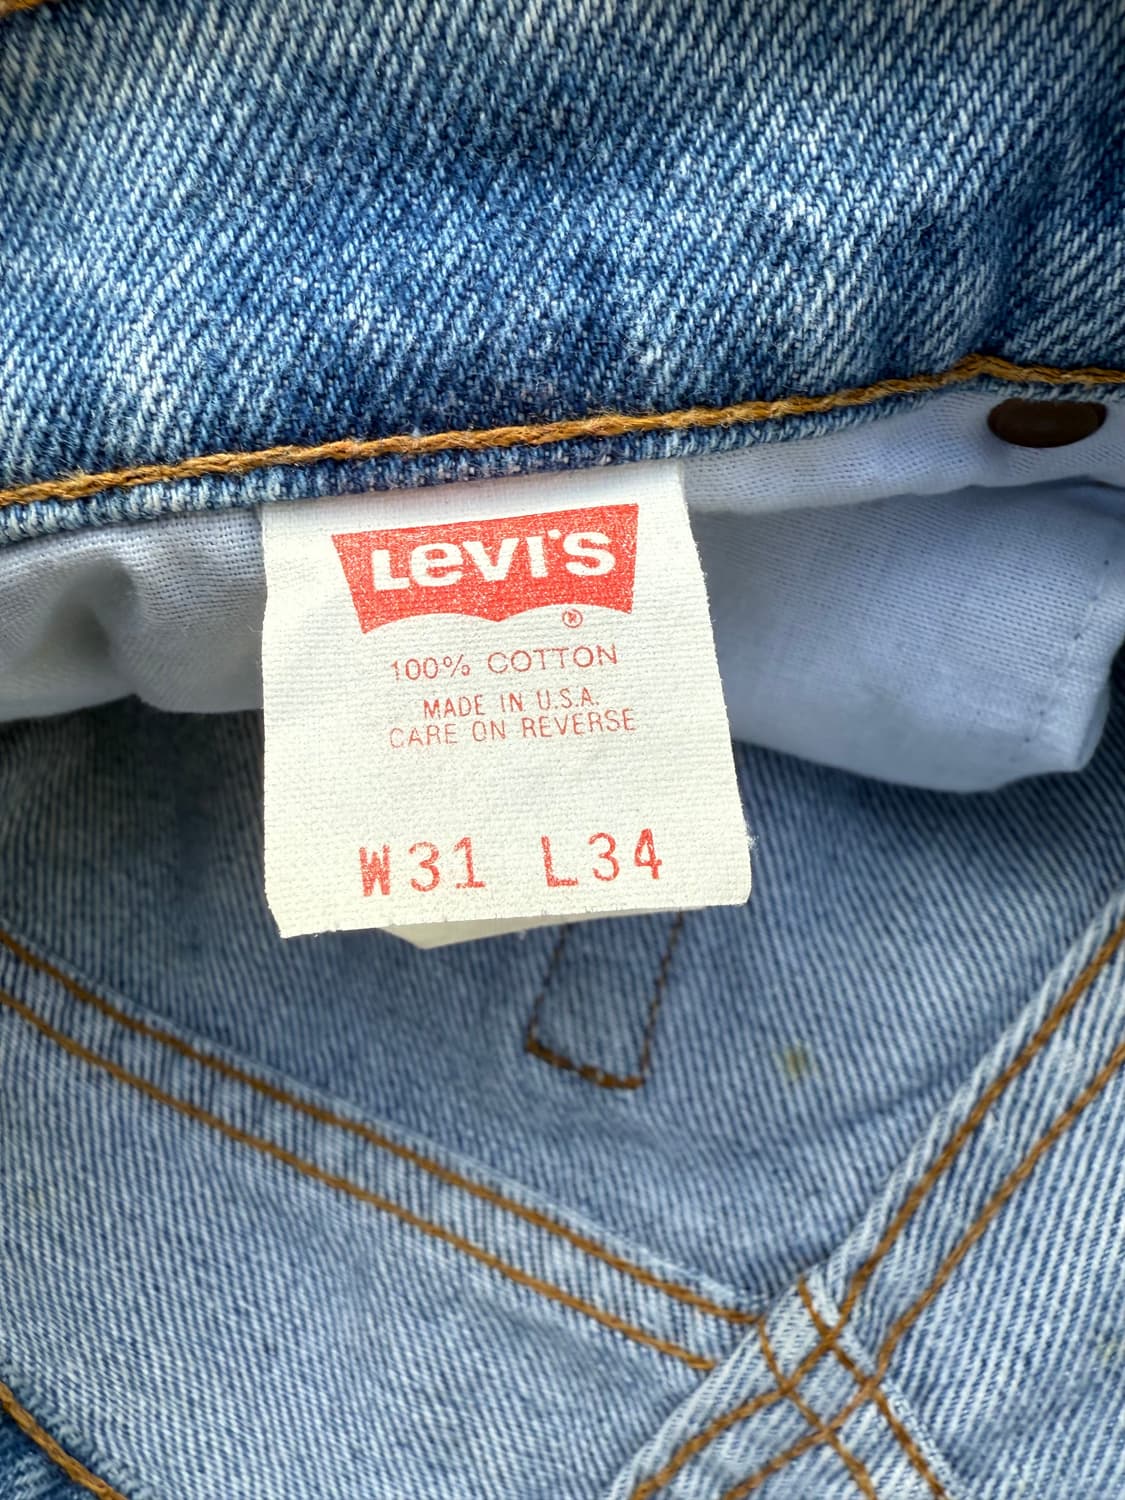 Levi's
®
100% COTTON
MADE IN U.S.A.
CARE ON REVERSE
W31 L34